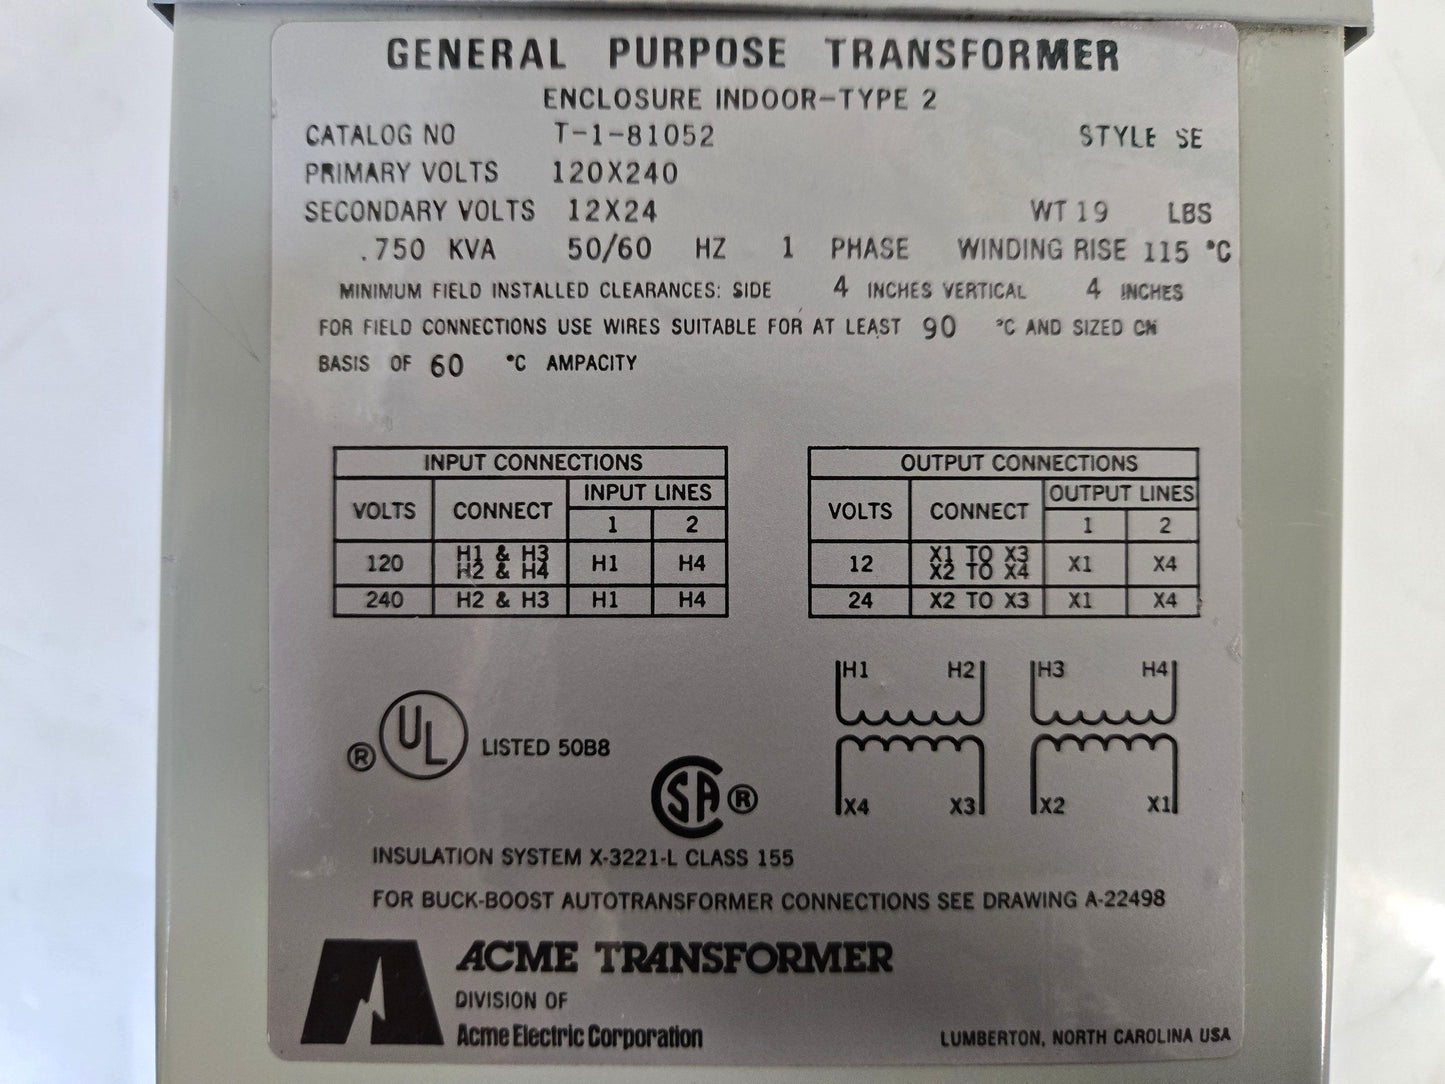 GENERAL PURPOSE TRANSFORMER
ENCLOSURE INDOOR-TYPE 2
CATALOG NO T-1-81052 STYLE SE
PRIMARY VOLTS 120X240
SECONDARY VOLTS 12X24 WT 19 LBS
.750 KVA 50/60 HZ 1 PHASE WINDING RISE 115 °C
MINIMUM FIELD INSTALLED CLEARANCES: SIDE 4 INCHES VERTICAL 4 INCHES
FOR FIELD CONNECTIONS USE WIRES SUITABLE FOR AT LEAST 90 °C AND SIZED ON
BASIS OF 60 °C AMPACITY
INPUT CONNECTIONS
VOLTS CONNECT INPUT LINES
1 2
120 H1 & H3 H1 H4
H2 & H4
240 H2 & H3 H1 H4
OUTPUT CONNECTIONS
VOLTS CONNECT OUTPUT LINES
1 2
12 X1 TO X3 X1 X4
X2 TO X4
24 X2 TO X3 X1 X4
H1 H2 H3 H4
X4 X3 X2 X1
® UL LISTED 50B8
SA ®
INSULATION SYSTEM X-3221-L CLASS 155
FOR BUCK-BOOST AUTOTRANSFORMER CONNECTIONS SEE DRAWING A-22498
ACME TRANSFORMER
DIVISION OF
Acme Electric Corporation
LUMBERTON, NORTH CAROLINA USA